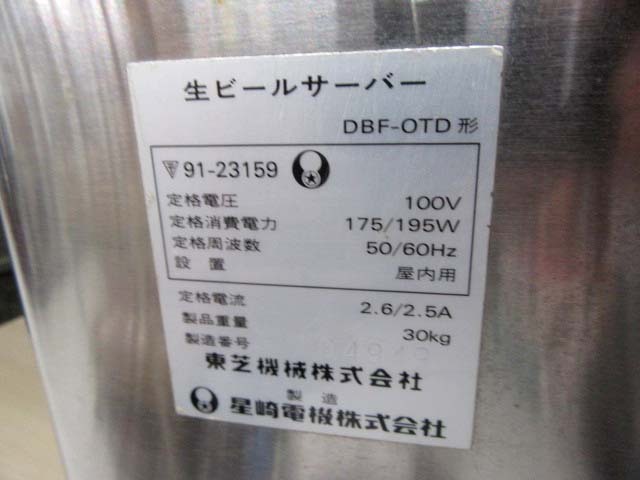 生ビールサーバー
DBF-OTD 形
91-23159
定格電圧 100V
定格消費電力 175/195W
定格周波数 50/60Hz
設置 屋内用
定格電流 2.6/2.5A
製品重量 30kg
製造番号
東芝機械株式会社
製造
星崎電機株式会社